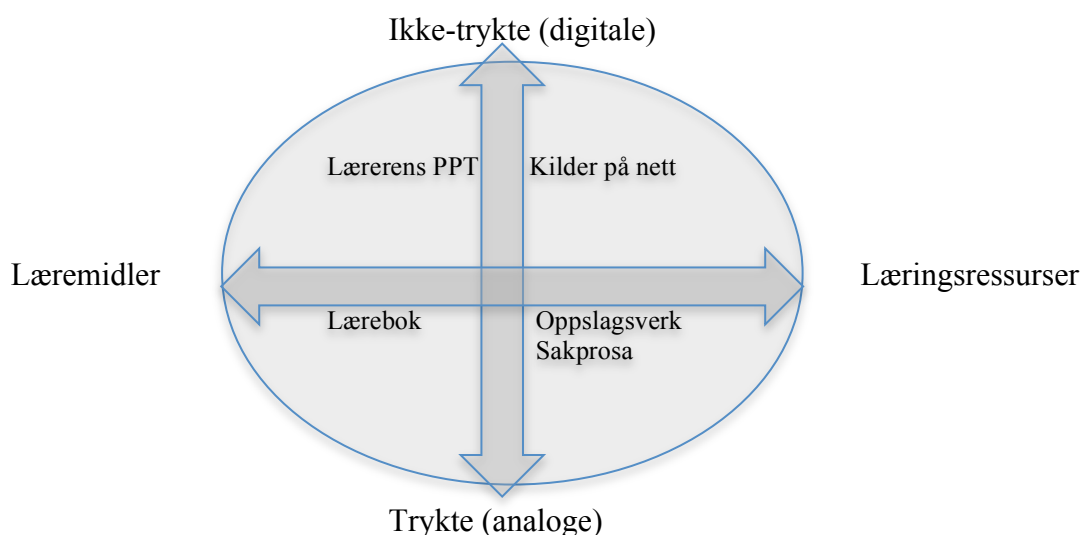 Ikke-trykte (digitale)
Lærerens PPT
Kilder på nett
Læremidler
Læringsressurser
Lærebok
Oppslagsverk
Sakprosa
Trykte (analoge)